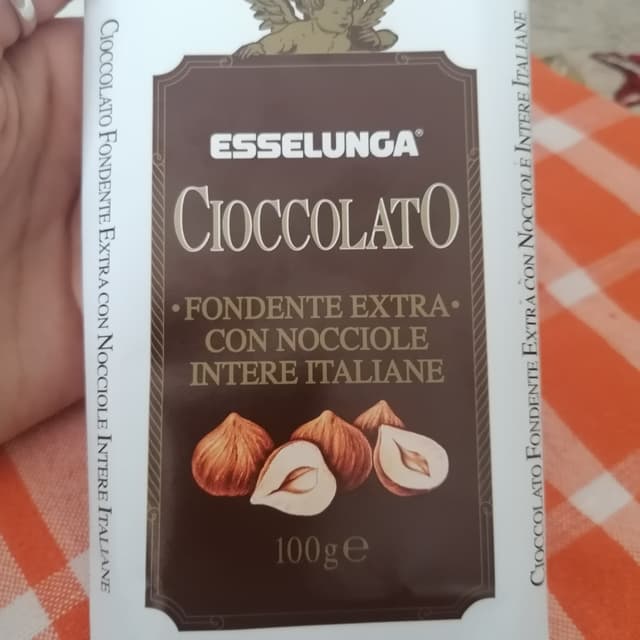 ESSELUNGA®
CIOCCOLATO
•FONDENTE EXTRA•
CON NOCCIOLE
INTERE ITALIANE
100g℮
CIOCCOLATO FONDENTE EXTRA CON NOCCIOLE INTERE ITALIANE
CIOCCOLATO FONDENTE EXTRA CON NOCCIOLE INTERE ITALIANE